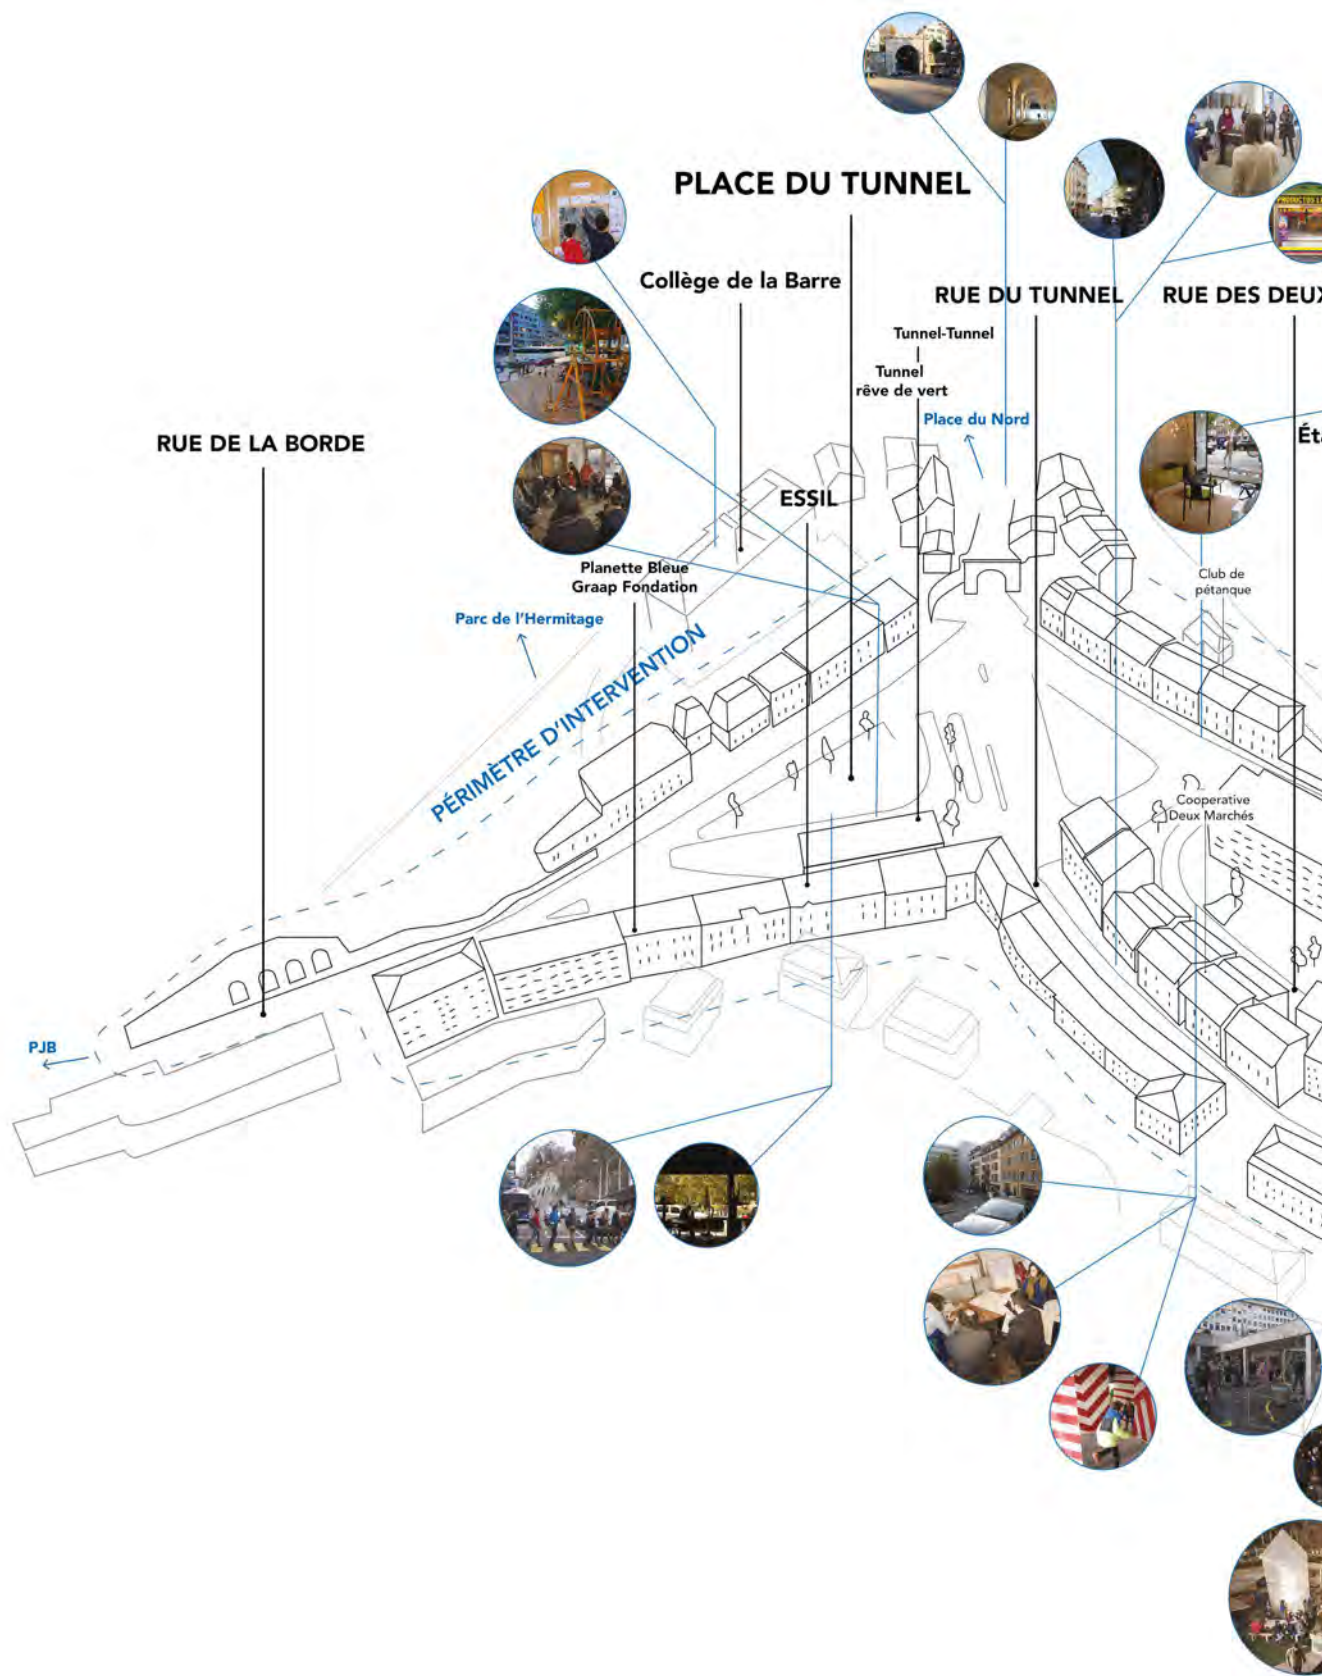 PLACE DU TUNNEL
Collège de la Barre
RUE DU TUNNEL
RUE DES DEUX
Tunnel-Tunnel
Tunnel
rêve de vert
Place du Nord
RUE DE LA BORDE
ESSIL
Planette Bleue
Graap Fondation
Club de
pétanque
Parc de l'Hermitage
PÉRIMÈTRE D'INTERVENTION
Cooperative
Deux Marchés
PJB